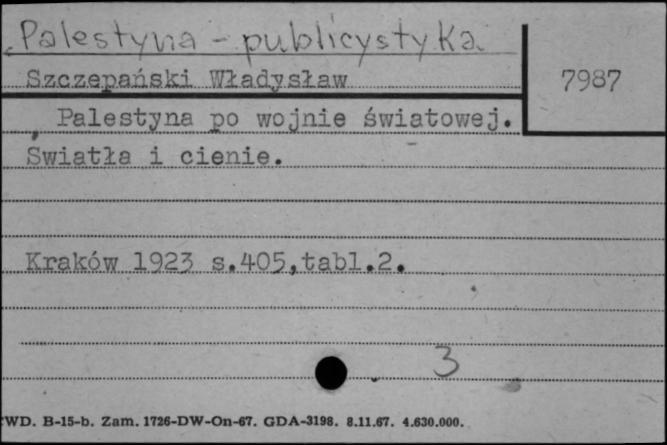 Palestyna - publicystyka
Szczepański Władysław
7987
Palestyna po wojnie światowej.
Światła i cienie.
Kraków 1923 s.405,tabl.2.
3
WD. B-15-b. Zam. 1726-DW-On-67. GDA-3198. 8.11.67. 4.630.000.